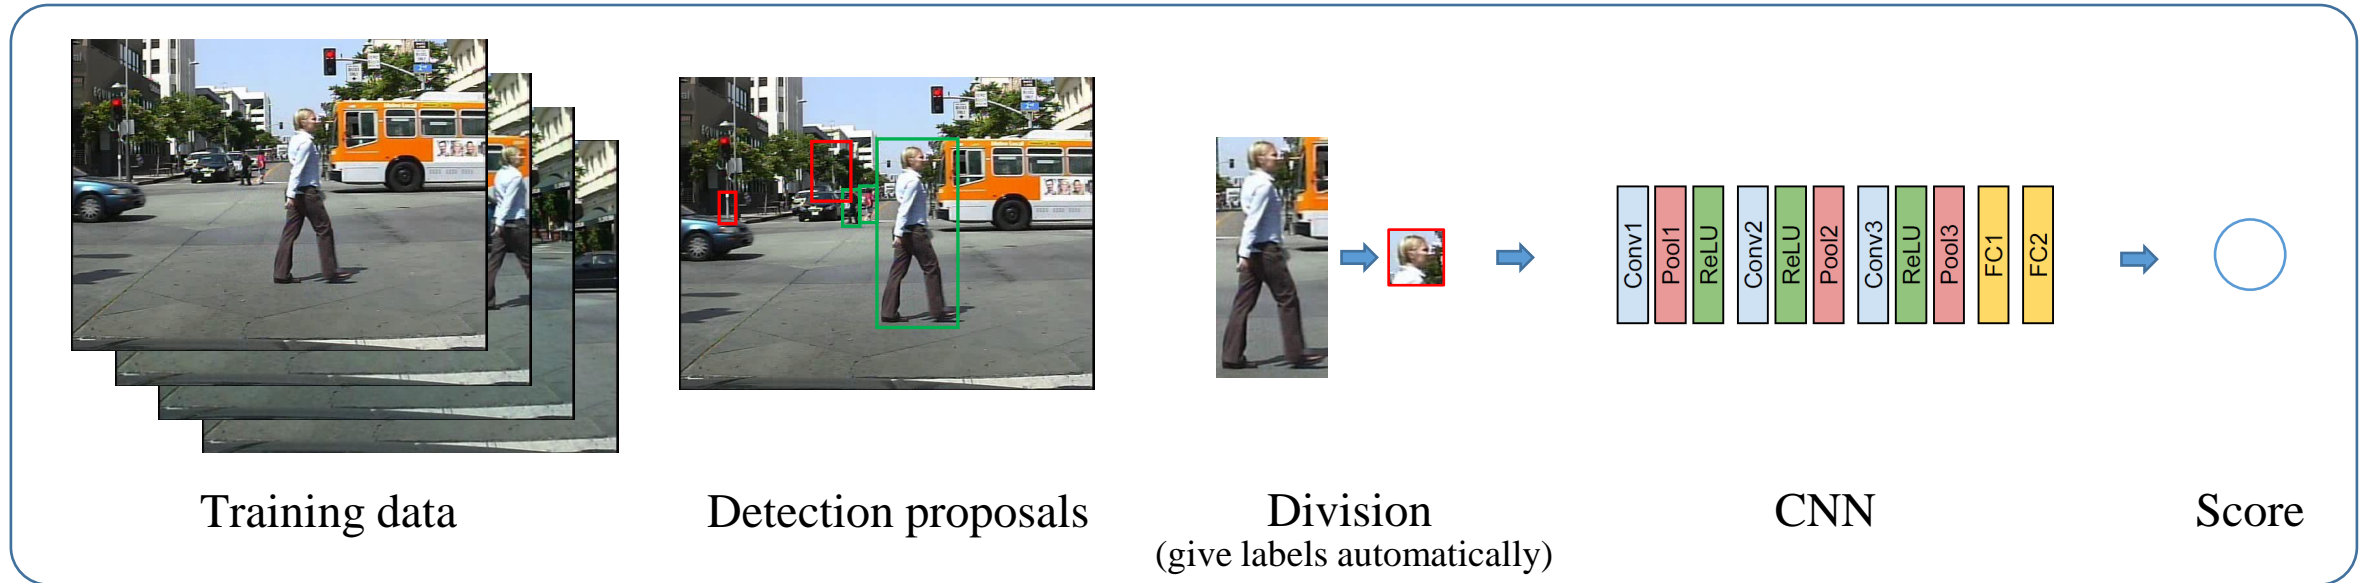 Conv1
Pool1
ReLU
Conv2
ReLU
Pool2
Conv3
ReLU
Pool3
FC1
FC2
Training data
Detection proposals
Division
(give labels automatically)
CNN
Score